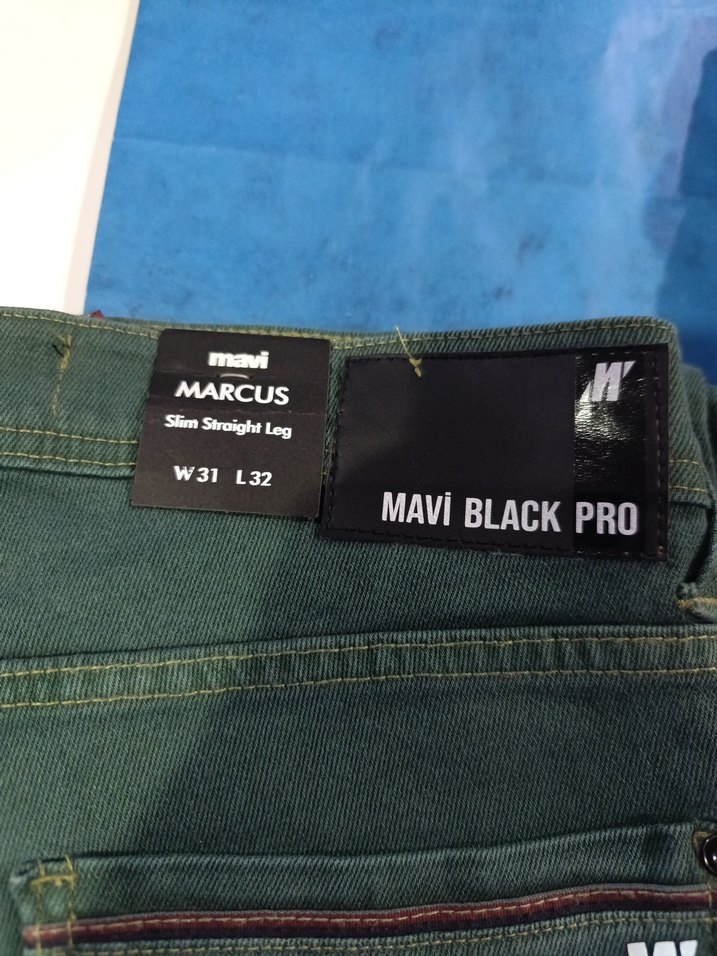 mavi
MARCUS
Slim Straight Leg
W31 L32
M
MAVİ BLACK PRO
M